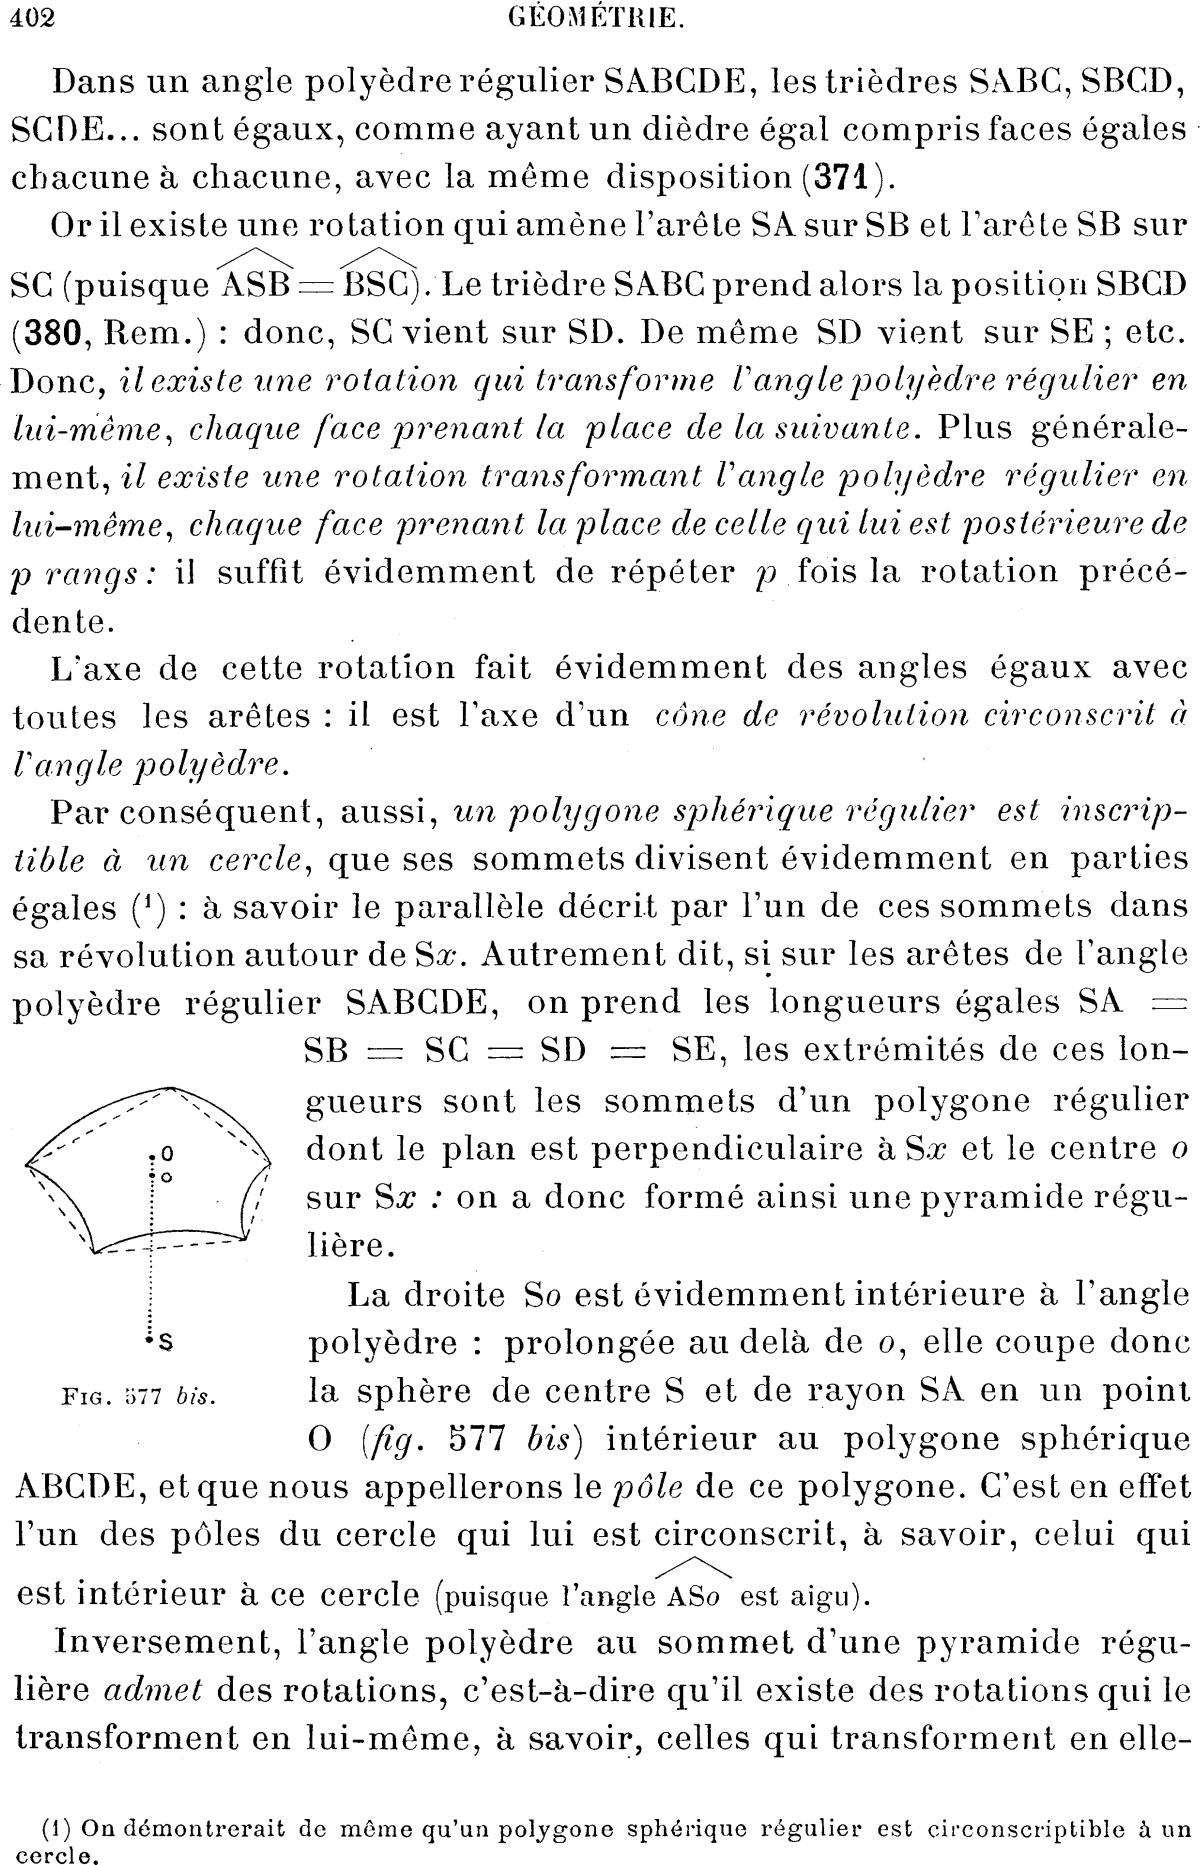 402 GÉOMÉTRIE.
Dans un angle polyèdre régulier SABCDE, les trièdres SABC, SBCD,
SCDE... sont égaux, comme ayant un dièdre égal compris faces égales
chacune à chacune, avec la même disposition (371).
Or il existe une rotation qui amène l'arête SA sur SB et l'arête SB sur
SC (puisque ASB = BSC). Le trièdre SABC prend alors la position SBCD
(380, Rem.) : donc, SC vient sur SD. De même SD vient sur SE ; etc.
Donc, il existe une rotation qui transforme l'angle polyèdre régulier en
lui-même, chaque face prenant la place de la suivante. Plus générale-
ment, il existe une rotation transformant l'angle polyèdre régulier en
lui-même, chaque face prenant la place de celle qui lui est postérieure de
p rangs : il suffit évidemment de répéter p fois la rotation précé-
dente.
L'axe de cette rotation fait évidemment des angles égaux avec
toutes les arêtes : il est l'axe d'un cône de révolution circonscrit à
l'angle polyèdre.
Par conséquent, aussi, un polygone sphérique régulier est inscrip-
tible à un cercle, que ses sommets divisent évidemment en parties
égales (¹) : à savoir le parallèle décrit par l'un de ces sommets dans
sa révolution autour de Sx. Autrement dit, si sur les arêtes de l'angle
polyèdre régulier SABCDE, on prend les longueurs égales SA =
SB = SC = SD = SE, les extrémités de ces lon-
gueurs sont les sommets d'un polygone régulier
dont le plan est perpendiculaire à Sx et le centre o
sur Sx : on a donc formé ainsi une pyramide régu-
lière.
O
o
S
FIG. 577 bis.
La droite So est évidemment intérieure à l'angle
polyèdre : prolongée au delà de o, elle coupe donc
la sphère de centre S et de rayon SA en un point
O (fig. 577 bis) intérieur au polygone sphérique
ABCDE, et que nous appellerons le pôle de ce polygone. C'est en effet
l'un des pôles du cercle qui lui est circonscrit, à savoir, celui qui
est intérieur à ce cercle (puisque l'angle ASo est aigu).
Inversement, l'angle polyèdre au sommet d'une pyramide régu-
lière admet des rotations, c'est-à-dire qu'il existe des rotations qui le
transforment en lui-même, à savoir, celles qui transforment en elle-
(1) On démontrerait de même qu'un polygone sphérique régulier est circonscriptible à un
cercle.